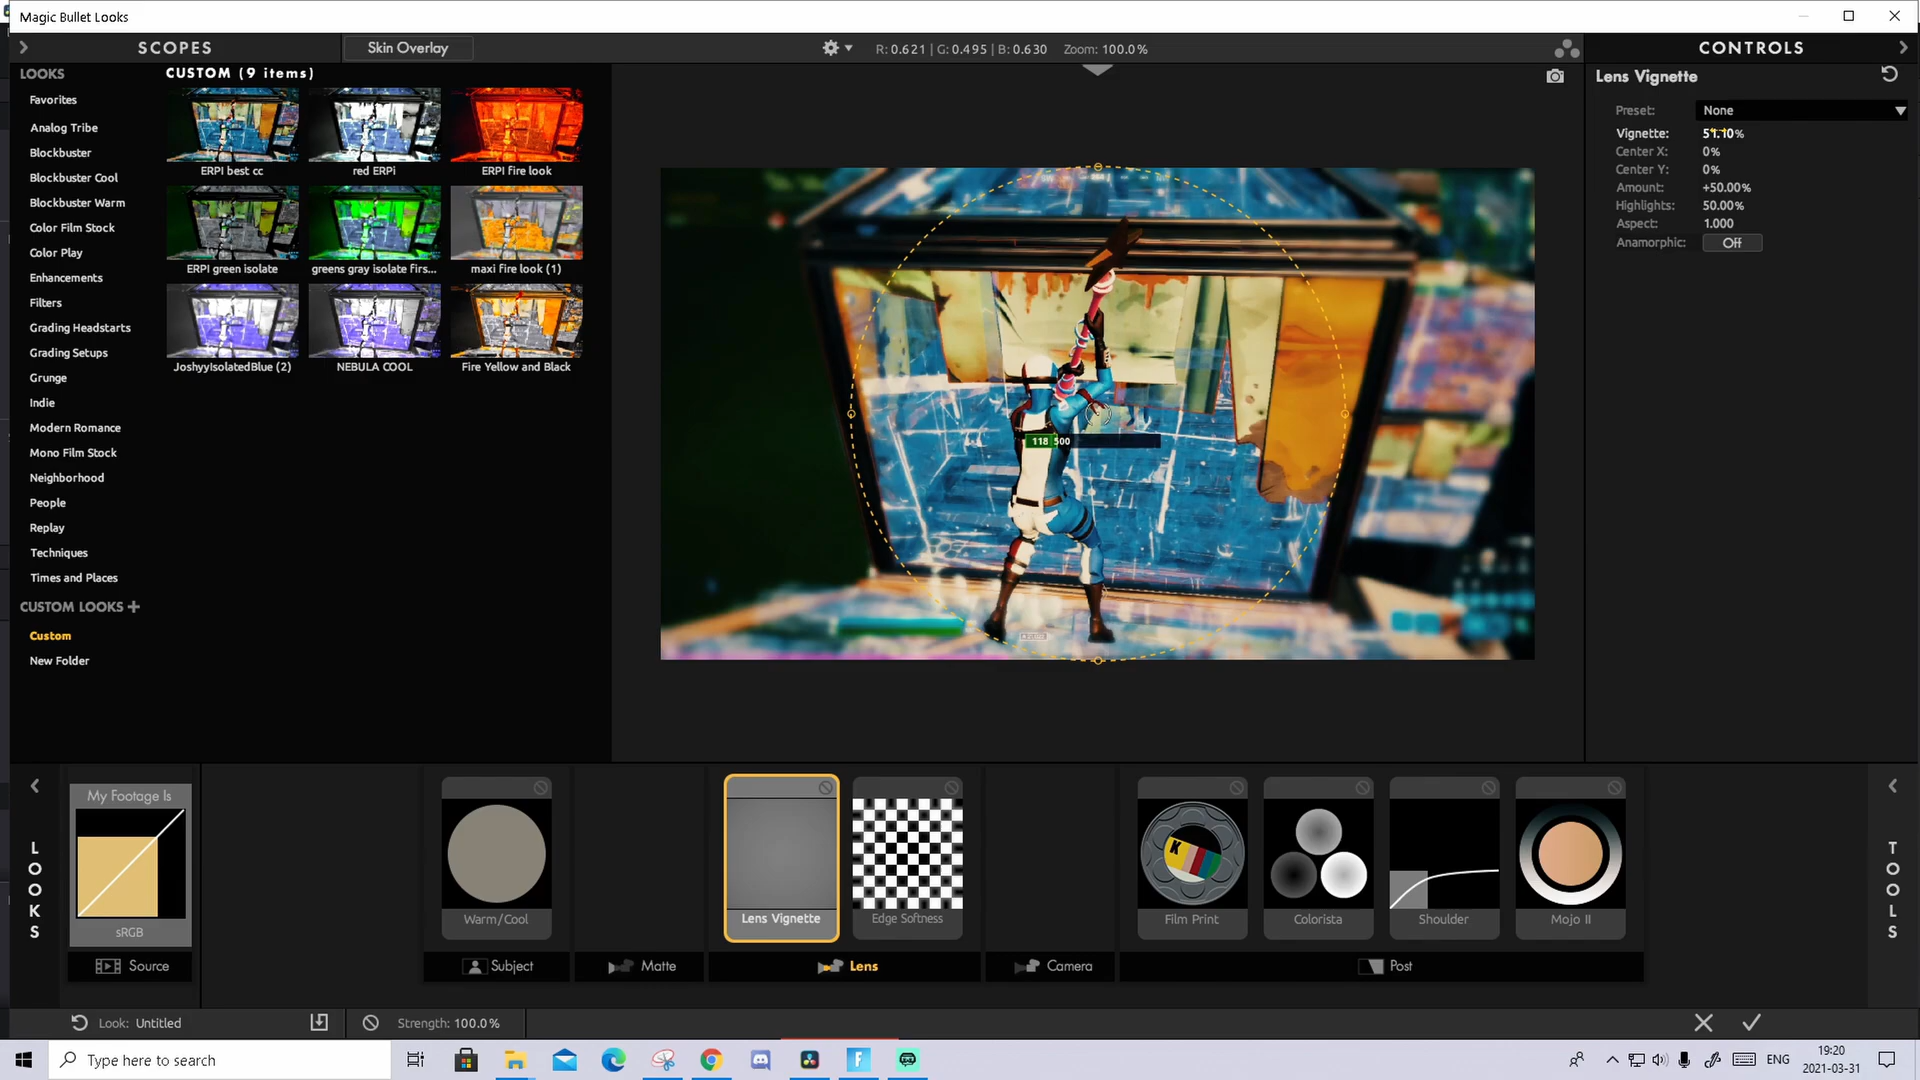 Magic Bullet Looks
SCOPES
Skin Overlay
R: 0.621 | G: 0.495 | B: 0.630 Zoom: 100.0%
CONTROLS
LOOKS
Favorites
Analog Tribe
Blockbuster
Blockbuster Cool
Blockbuster Warm
Color Film Stock
Color Play
Enhancements
Filters
Grading Headstarts
Grading Setups
Grunge
Indie
Modern Romance
Mono Film Stock
Neighborhood
People
Replay
Techniques
Times and Places
CUSTOM LOOKS +
Custom
New Folder
CUSTOM (9 items)
ERPI best cc
red ERPi
ERPI fire look
ERPI green isolate
greens gray isolate firs...
maxi fire look (1)
JoshyyIsolatedBlue (2)
NEBULA COOL
Fire Yellow and Black
118 500
Lens Vignette
Preset: None
Vignette: 51.10%
Center X: 0%
Center Y: 0%
Amount: +50.00%
Highlights: 50.00%
Aspect: 1.000
Anamorphic: Off
LOOKS
My Footage Is
sRGB
Source
Warm/Cool
Subject
Matte
Lens Vignette
Edge Softness
Lens
Camera
K
Film Print
Colorista
Shoulder
Mojo II
Post
TOOLS
Look: Untitled
Strength: 100.0%
Type here to search
ENG
19:20
2021-03-31